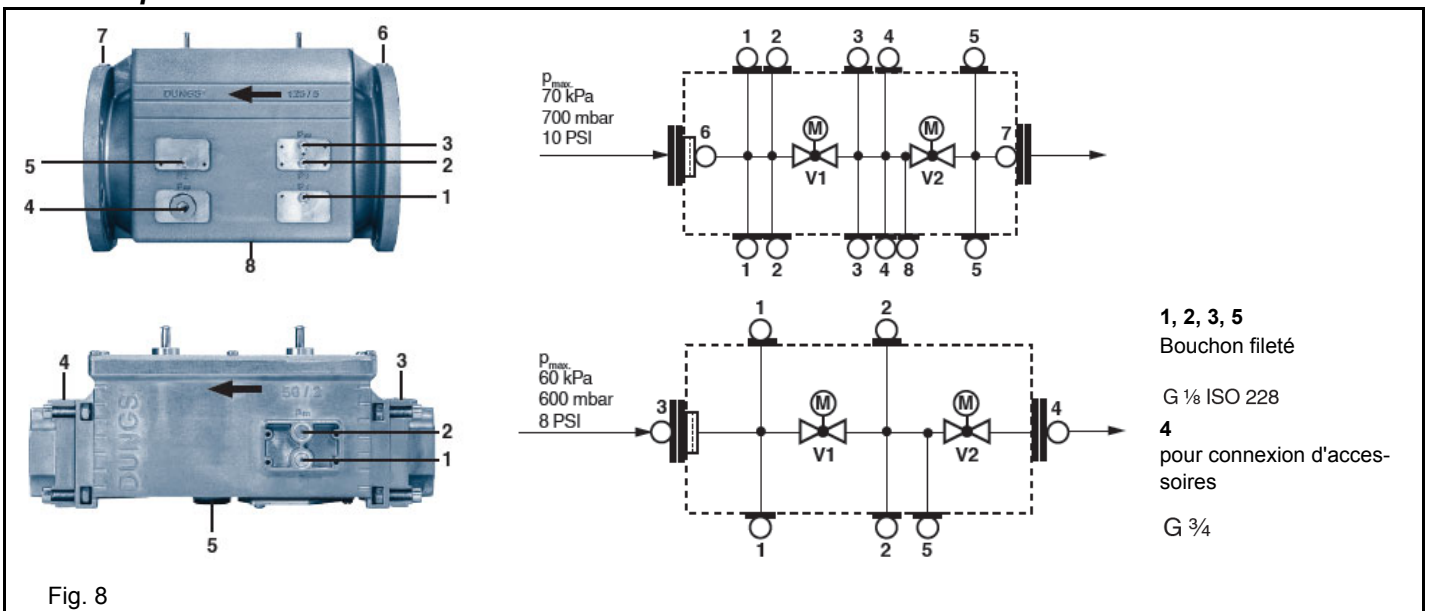 7
6
DUNGS
125 / 5
3
5
2
4
1
8
1 2 3 4 5
pmax.
70 kPa
700 mbar
10 PSI
6
M
M
7
V1
V2
1 2 3 4 8 5
4
3
DUNGS
50 / 2
2
1
5
1 2
pmax.
60 kPa
600 mbar
8 PSI
3
M
M
4
V1
V2
1 2 5
1, 2, 3, 5
Bouchon fileté
G ⅛ ISO 228
4
pour connexion d'acces-
soires
G ¾
Fig. 8